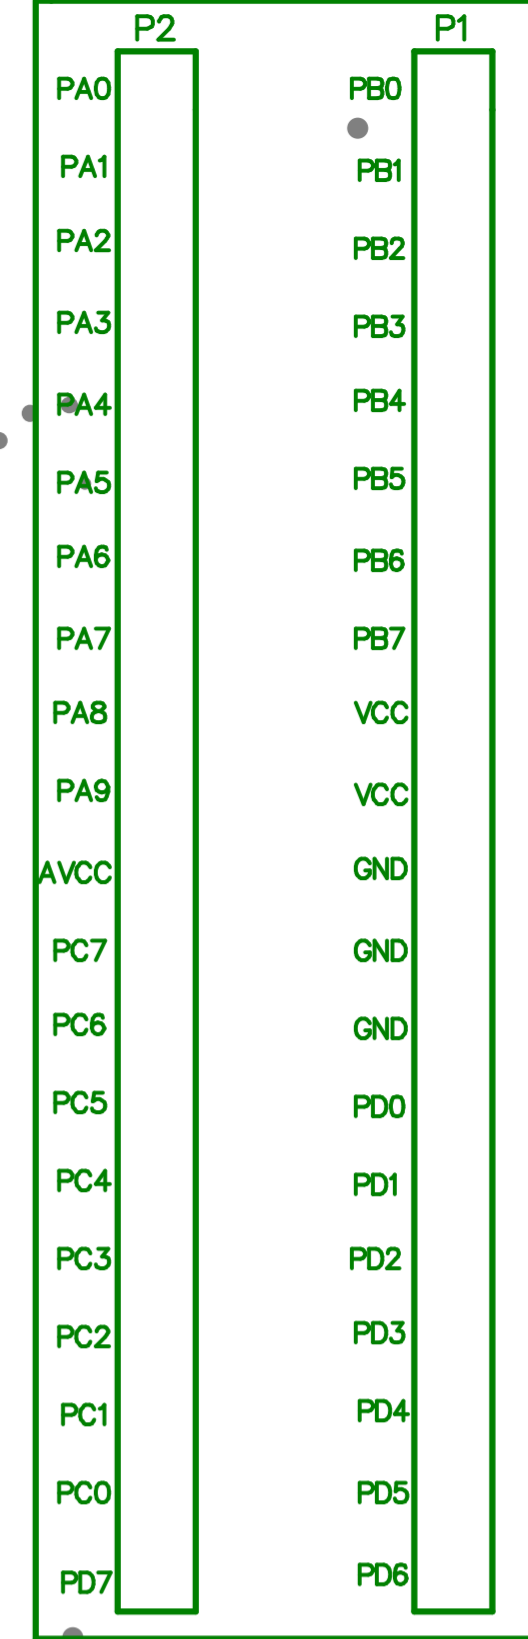 P2
PA0
PA1
PA2
PA3
PA4
PA5
PA6
PA7
PA8
PA9
AVCC
PC7
PC6
PC5
PC4
PC3
PC2
PC1
PC0
PD7
P1
PB0
PB1
PB2
PB3
PB4
PB5
PB6
PB7
VCC
VCC
GND
GND
GND
PD0
PD1
PD2
PD3
PD4
PD5
PD6